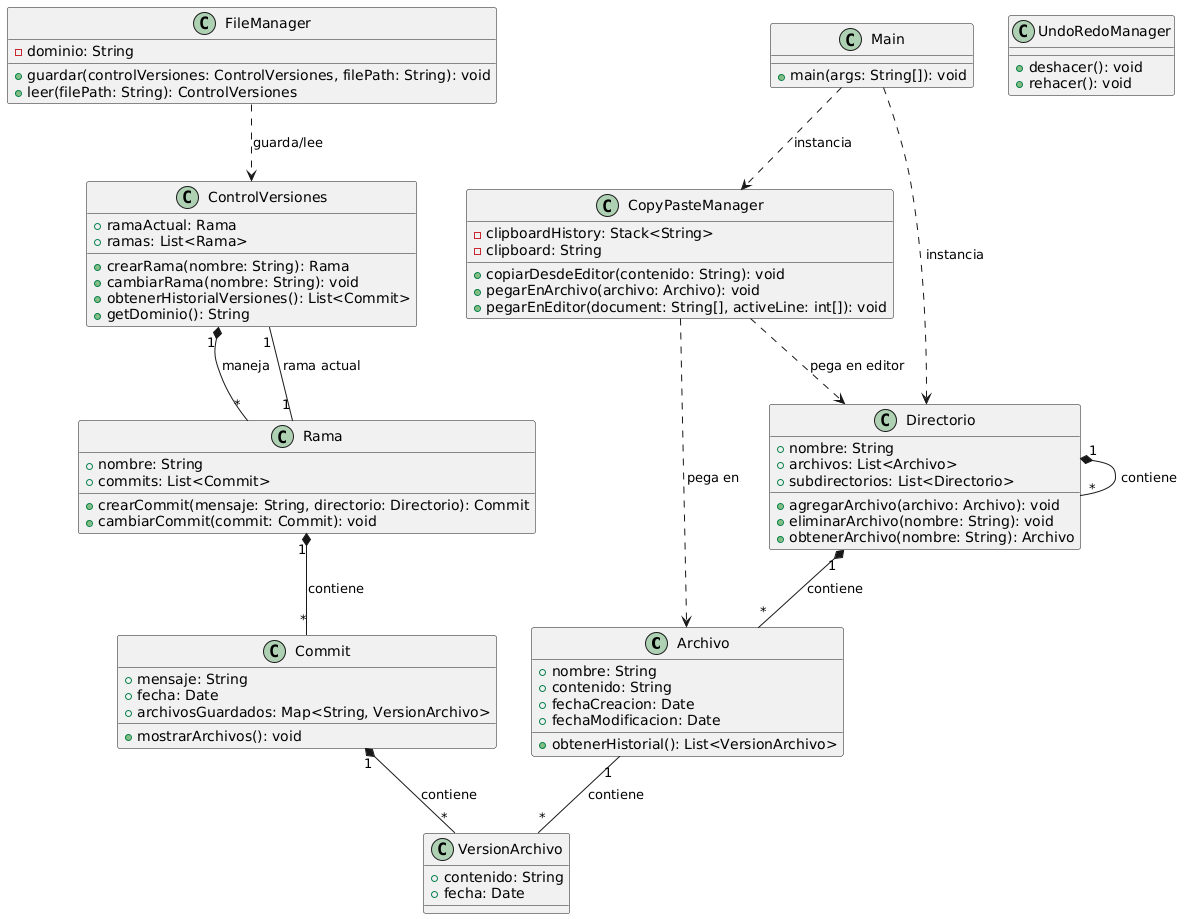 C FileManager
dominio: String
guardar(controlVersiones: ControlVersiones, filePath: String): void
leer(filePath: String): ControlVersiones
C Main
main(args: String[]): void
C UndoRedoManager
deshacer(): void
rehacer(): void
guarda/lee
instancia
instancia
C ControlVersiones
ramaActual: Rama
ramas: List<Rama>
crearRama(nombre: String): Rama
cambiarRama(nombre: String): void
obtenerHistorialVersiones(): List<Commit>
getDominio(): String
C CopyPasteManager
clipboardHistory: Stack<String>
clipboard: String
copiarDesdeEditor(contenido: String): void
pegarEnArchivo(archivo: Archivo): void
pegarEnEditor(document: String[], activeLine: int[]): void
1
maneja
*
1
rama actual
1
pega en editor
pega en
C Rama
nombre: String
commits: List<Commit>
crearCommit(mensaje: String, directorio: Directorio): Commit
cambiarCommit(commit: Commit): void
C Directorio
nombre: String
archivos: List<Archivo>
subdirectorios: List<Directorio>
agregarArchivo(archivo: Archivo): void
eliminarArchivo(nombre: String): void
obtenerArchivo(nombre: String): Archivo
1
contiene
*
1
contiene
*
1
contiene
*
C Commit
mensaje: String
fecha: Date
archivosGuardados: Map<String, VersionArchivo>
mostrarArchivos(): void
C Archivo
nombre: String
contenido: String
fechaCreacion: Date
fechaModificacion: Date
obtenerHistorial(): List<VersionArchivo>
1
contiene
*
1
contiene
*
C VersionArchivo
contenido: String
fecha: Date